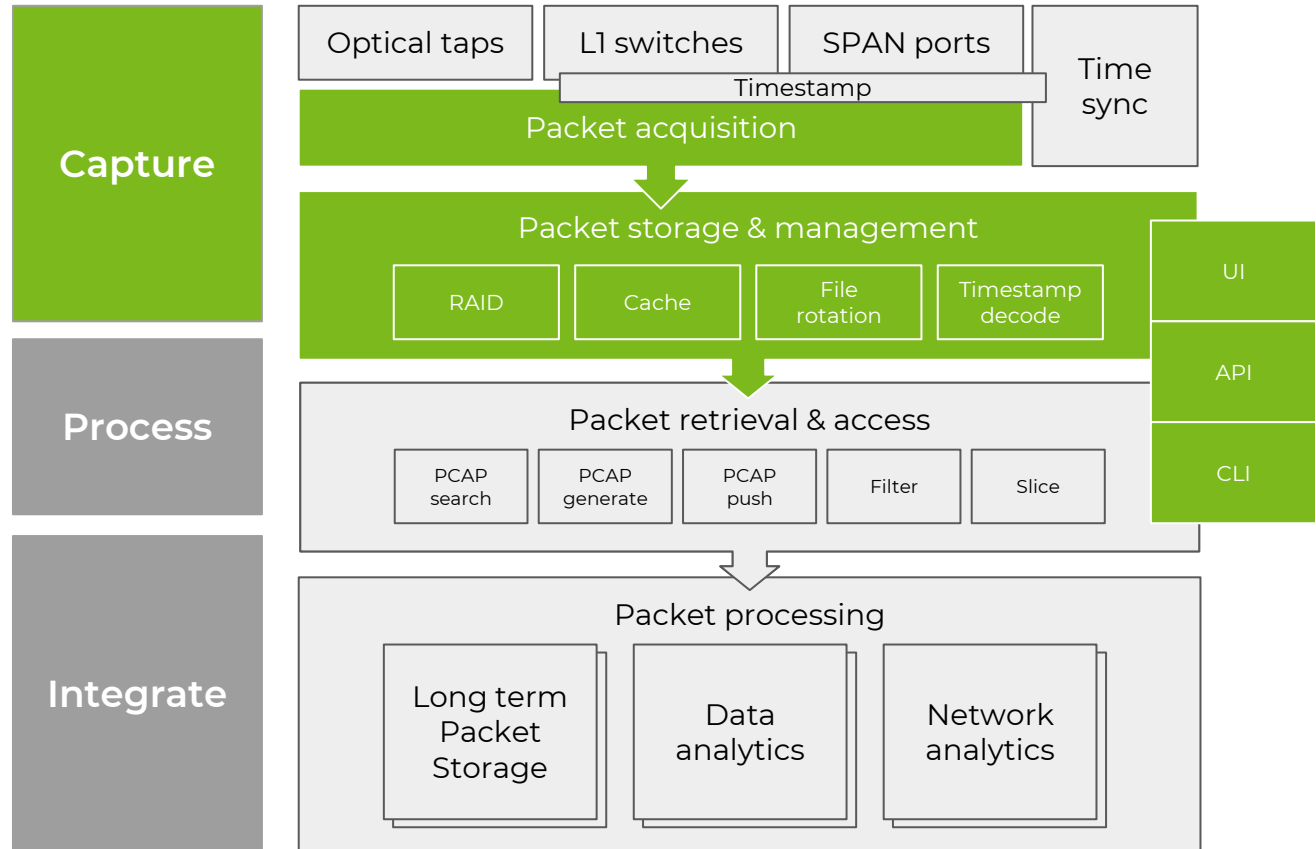 Capture
Optical taps
L1 switches
SPAN ports
Time
sync
Timestamp
Packet acquisition
Packet storage & management
RAID
Cache
File
rotation
Timestamp
decode
UI
API
CLI
Process
Packet retrieval & access
PCAP
search
PCAP
generate
PCAP
push
Filter
Slice
Integrate
Packet processing
Long term
Packet
Storage
Data
analytics
Network
analytics